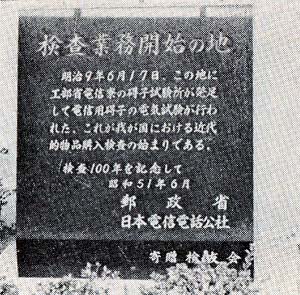 検査業務開始の地
明治9年6月17日、この地に
工部省電信寮の碍子試験所が発足
して電信用碍子の電気試験が行わ
れた、これが我が国における近代
的物品購入検査の始まりである。
検査100年を記念して
昭和51年6月
郵政省
日本電信電話公社
寄贈 検友会